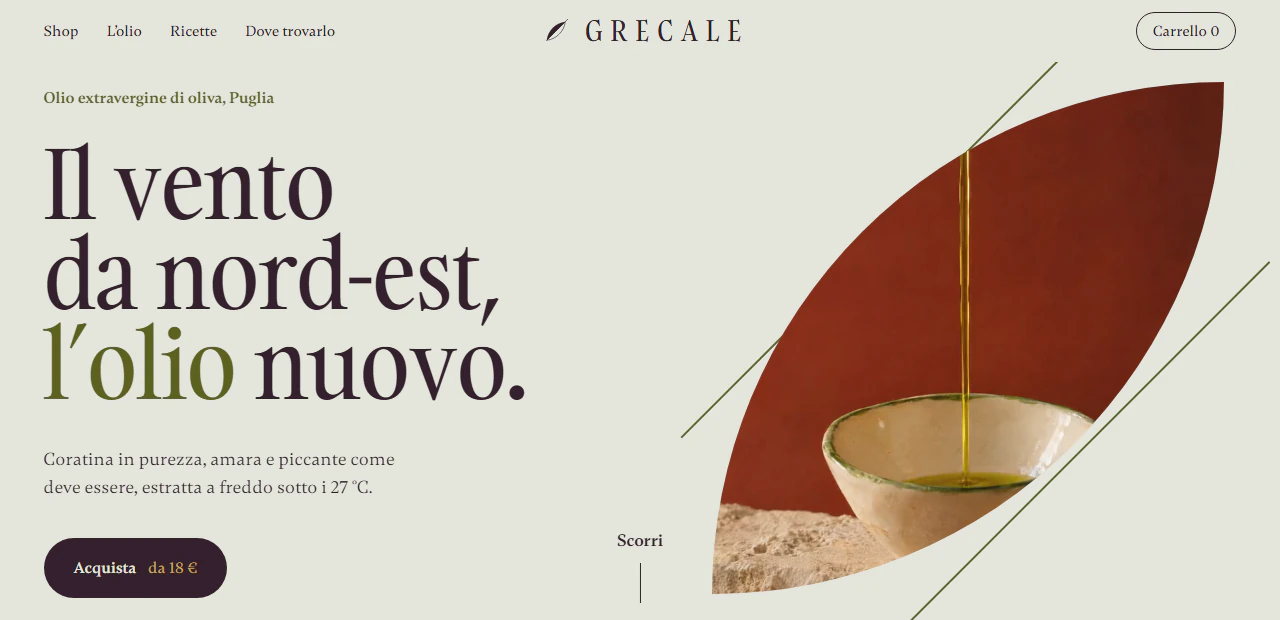 Shop L'olio Ricette Dove trovarlo
GRECALE
Carrello 0
Olio extravergine di oliva, Puglia
Il vento
da nord-est,
l'olio nuovo.
Coratina in purezza, amara e piccante come
deve essere, estratta a freddo sotto i 27 °C.
Acquista da 18 €
Scorri